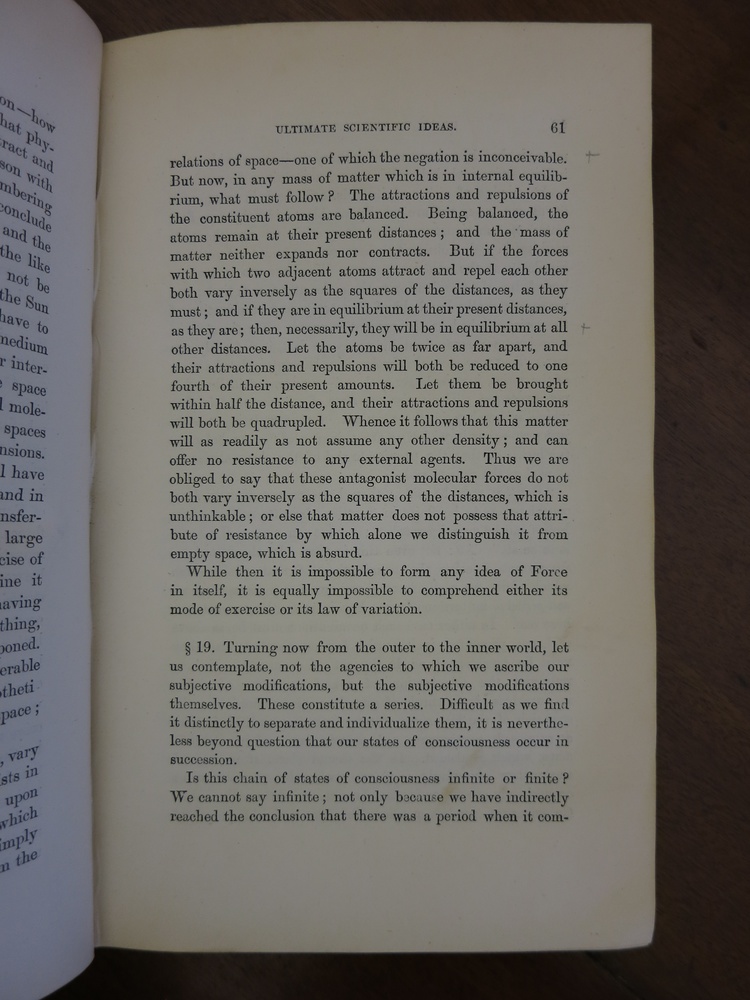 on—how
hat phy-
ract and
son with
mbering
conclude
and the
the like
not be
the Sun
have to
medium
r inter-
space
mole-
spaces
nsions.
l have
and in
nsfer-
large
cise of
ine it
having
thing,
poned.
erable
theti
pace ;
, vary
sts in
upon
which
imply
n the
ULTIMATE SCIENTIFIC IDEAS. 61
relations of space—one of which the negation is inconceivable.
But now, in any mass of matter which is in internal equilib-
rium, what must follow ? The attractions and repulsions of
the constituent atoms are balanced. Being balanced, the
atoms remain at their present distances ; and the mass of
matter neither expands nor contracts. But if the forces
with which two adjacent atoms attract and repel each other
both vary inversely as the squares of the distances, as they
must ; and if they are in equilibrium at their present distances,
as they are ; then, necessarily, they will be in equilibrium at all
other distances. Let the atoms be twice as far apart, and
their attractions and repulsions will both be reduced to one
fourth of their present amounts. Let them be brought
within half the distance, and their attractions and repulsions
will both be quadrupled. Whence it follows that this matter
will as readily as not assume any other density ; and can
offer no resistance to any external agents. Thus we are
obliged to say that these antagonist molecular forces do not
both vary inversely as the squares of the distances, which is
unthinkable ; or else that matter does not possess that attri-
bute of resistance by which alone we distinguish it from
empty space, which is absurd.
While then it is impossible to form any idea of Force
in itself, it is equally impossible to comprehend either its
mode of exercise or its law of variation.
§ 19. Turning now from the outer to the inner world, let
us contemplate, not the agencies to which we ascribe our
subjective modifications, but the subjective modifications
themselves. These constitute a series. Difficult as we find
it distinctly to separate and individualize them, it is neverthe-
less beyond question that our states of consciousness occur in
succession.
Is this chain of states of consciousness infinite or finite ?
We cannot say infinite ; not only because we have indirectly
reached the conclusion that there was a period when it com-